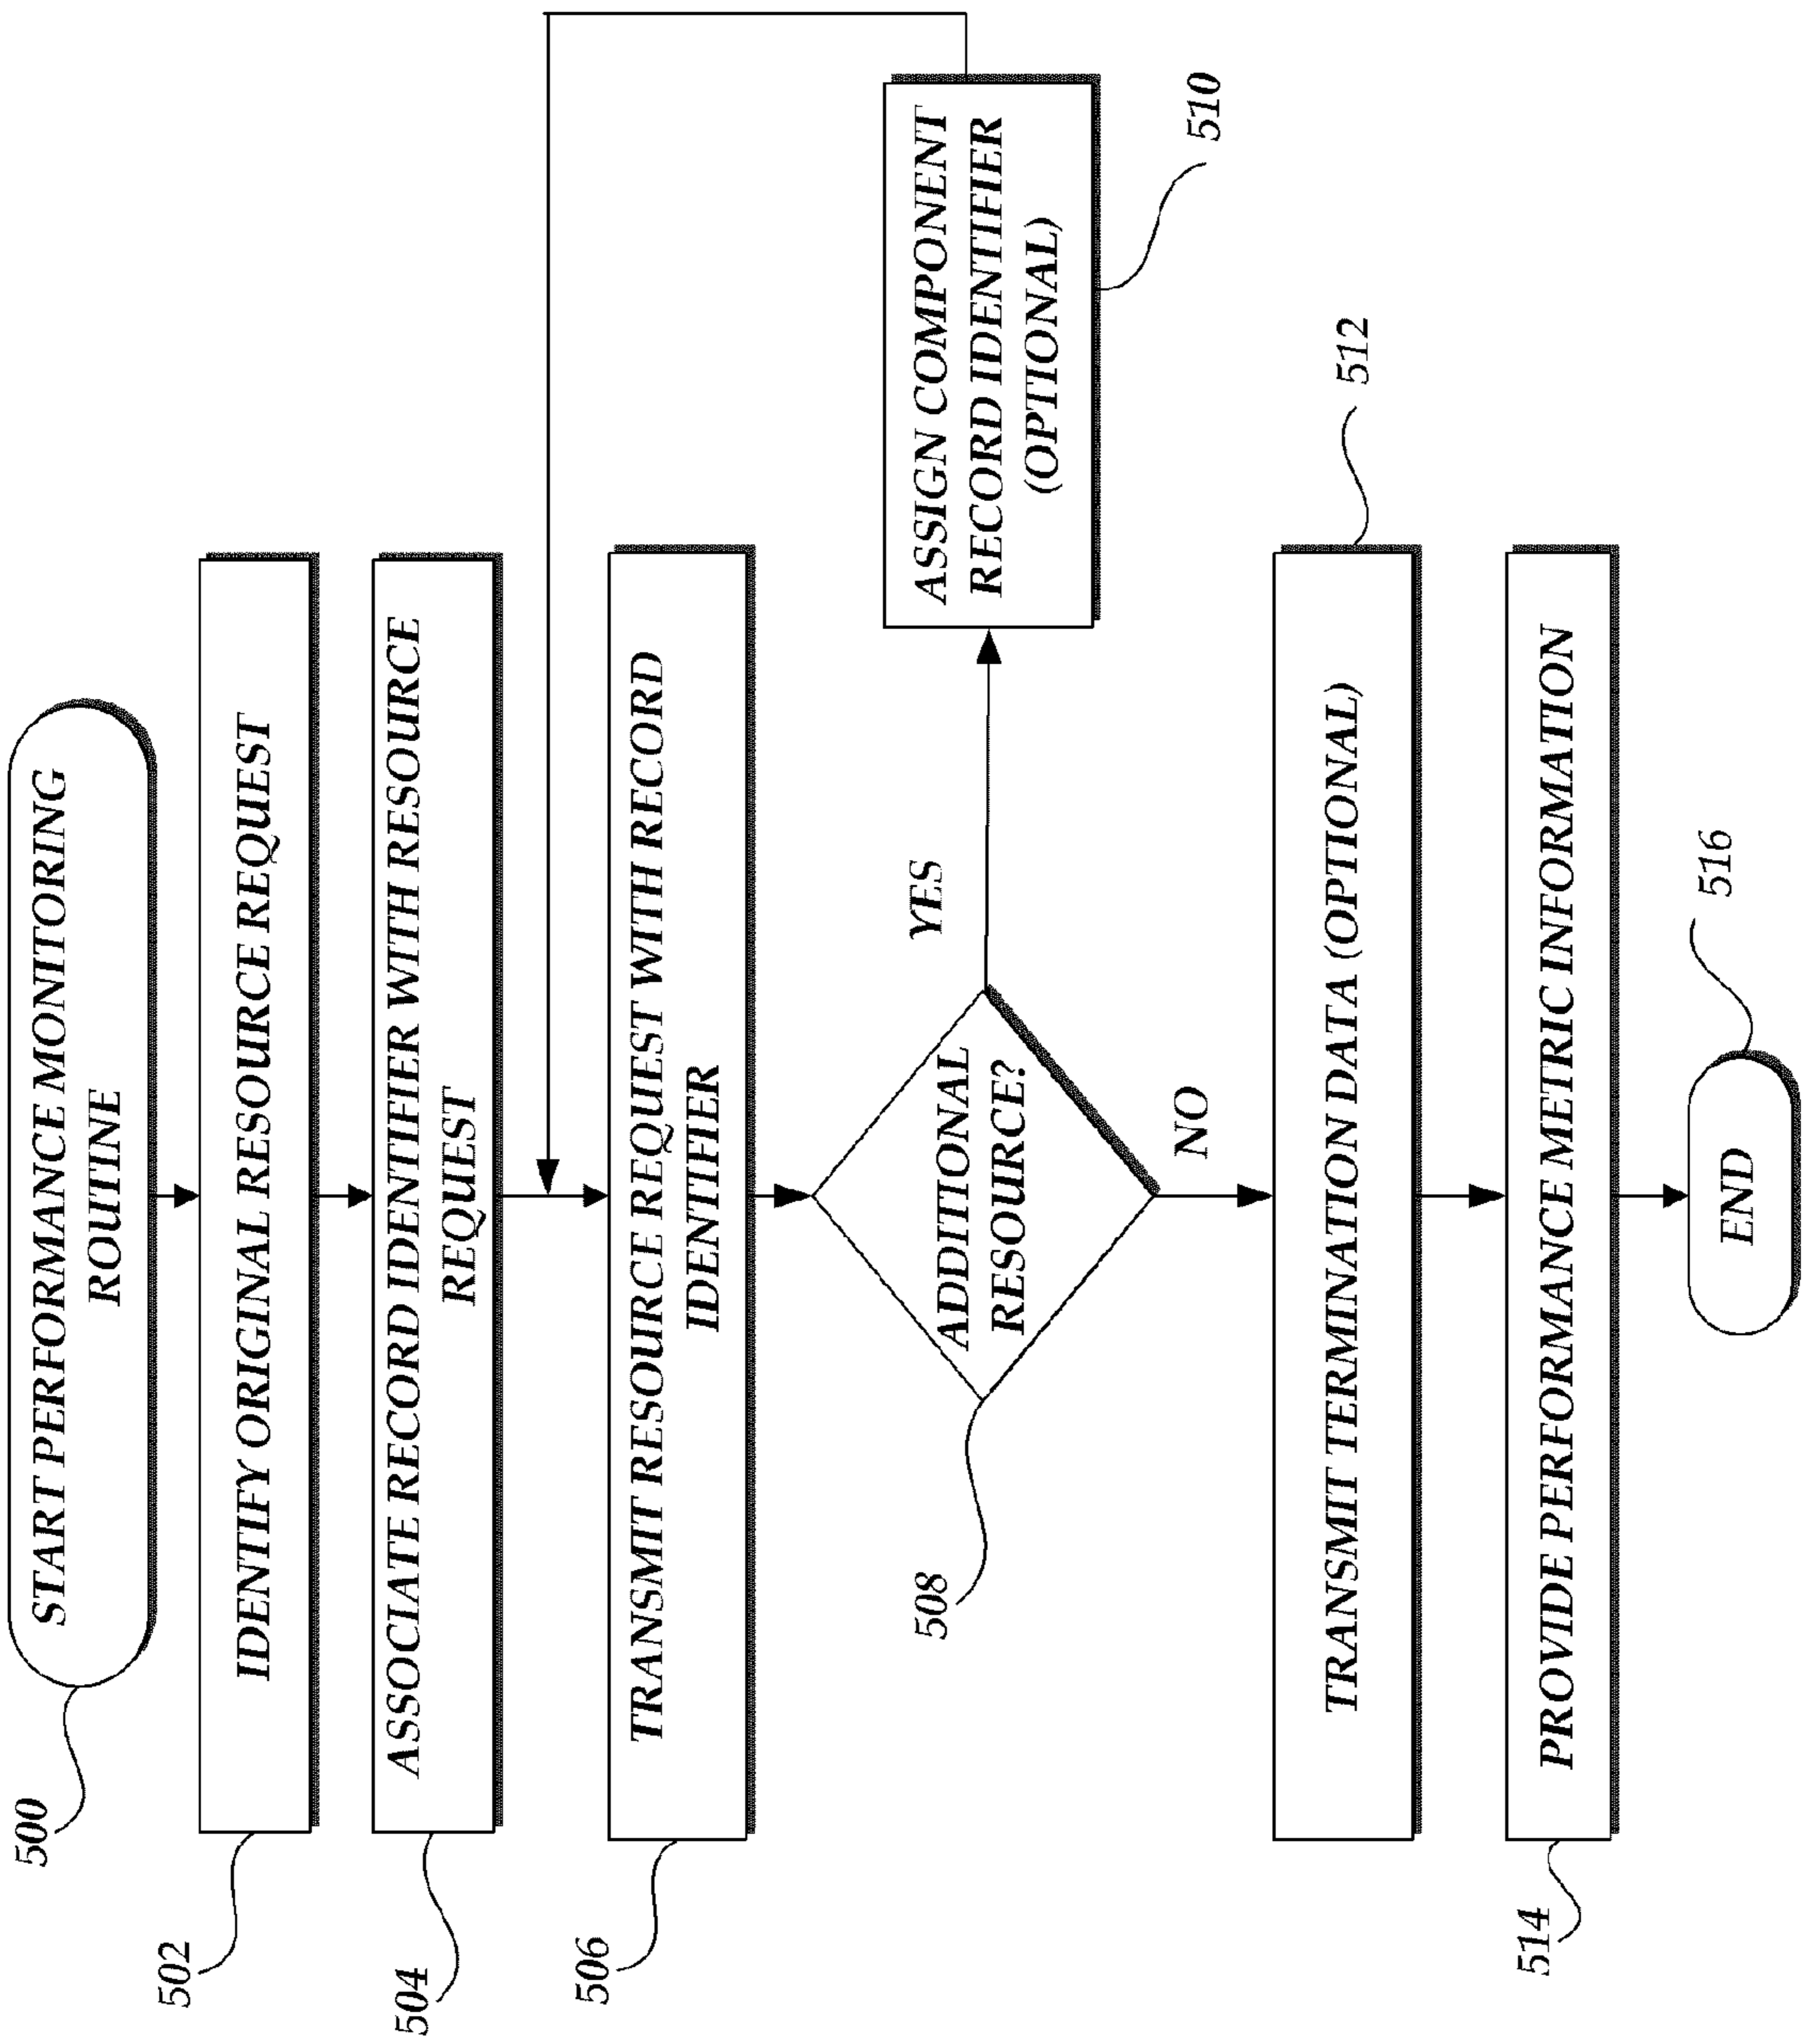 500
START PERFORMANCE MONITORING
ROUTINE
502
IDENTIFY ORIGINAL RESOURCE REQUEST
504
ASSOCIATE RECORD IDENTIFIER WITH RESOURCE
REQUEST
506
TRANSMIT RESOURCE REQUEST WITH RECORD
IDENTIFIER
508
ADDITIONAL
RESOURCE?
YES
ASSIGN COMPONENT
RECORD IDENTIFIER
(OPTIONAL)
510
NO
TRANSMIT TERMINATION DATA (OPTIONAL)
512
514
PROVIDE PERFORMANCE METRIC INFORMATION
END
516